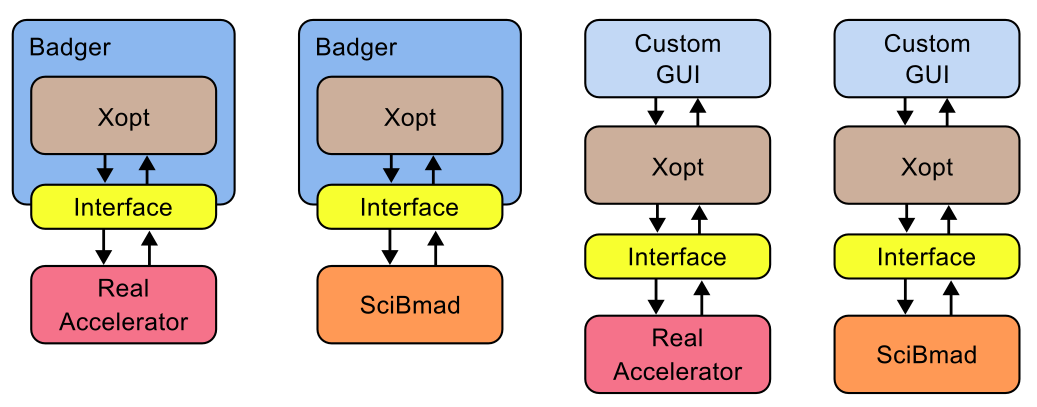 Badger
Xopt
Interface
Real
Accelerator
Badger
Xopt
Interface
SciBmad
Custom
GUI
Xopt
Interface
Real
Accelerator
Custom
GUI
Xopt
Interface
SciBmad